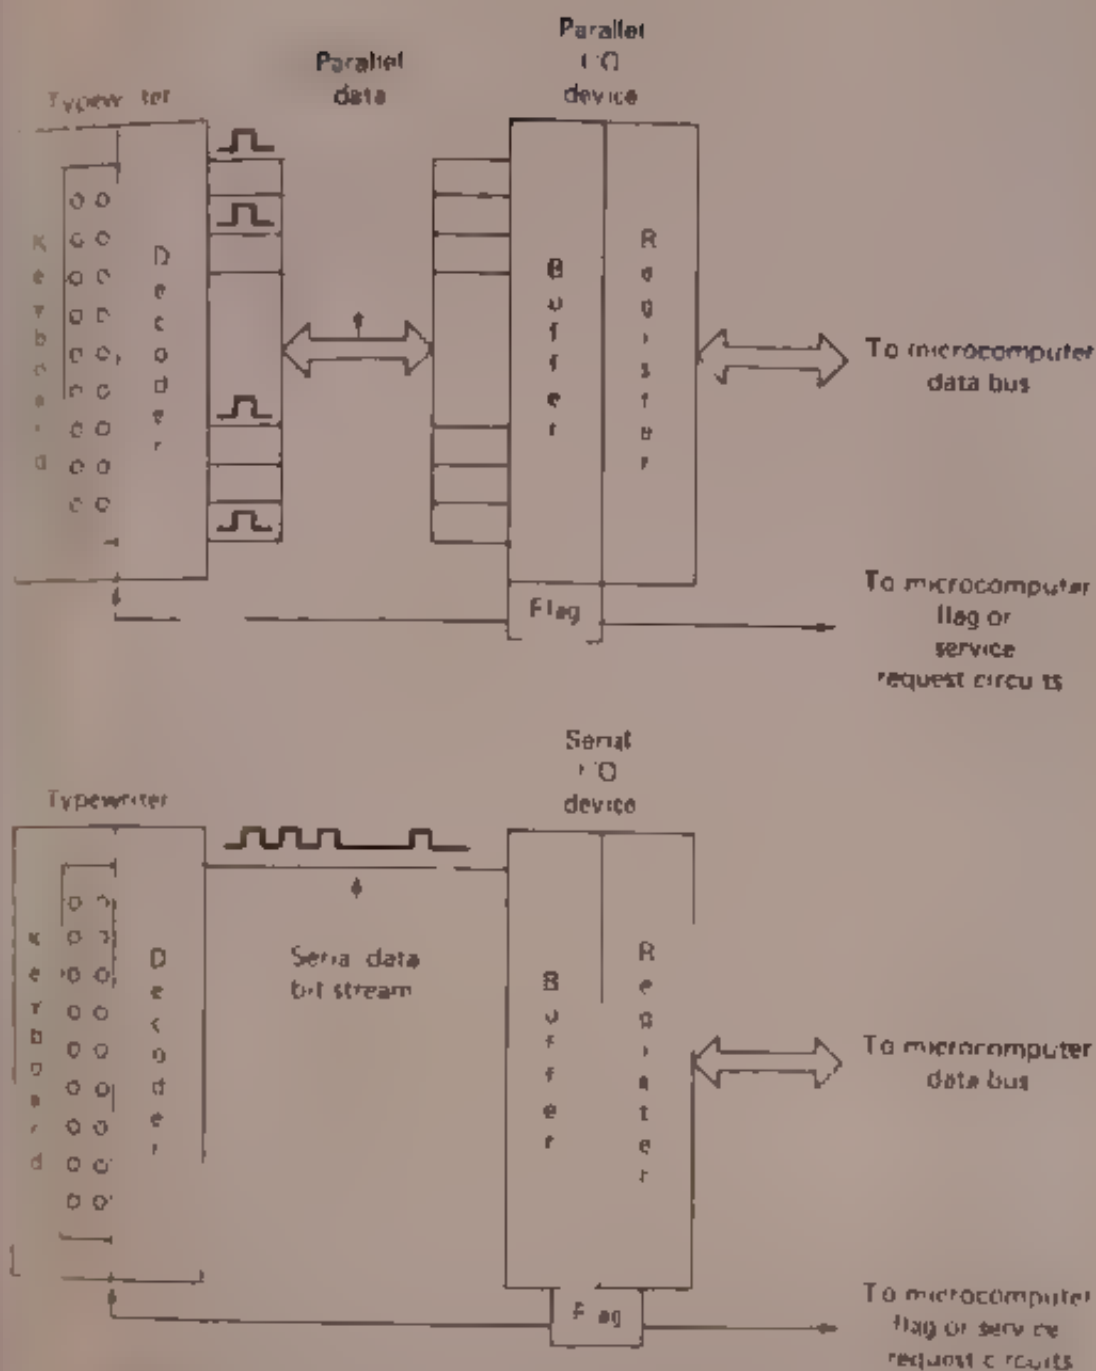 Parallel
I/O
device
Parallel
data
Typewriter
Keyboard
Decoder
Buffer
Register
To microcomputer
data bus
Flag
To microcomputer
flag or
service
request circuits
Serial
I/O
device
Typewriter
Keyboard
Decoder
Serial data
bit stream
Buffer
Register
To microcomputer
data bus
Flag
To microcomputer
flag or service
request circuits